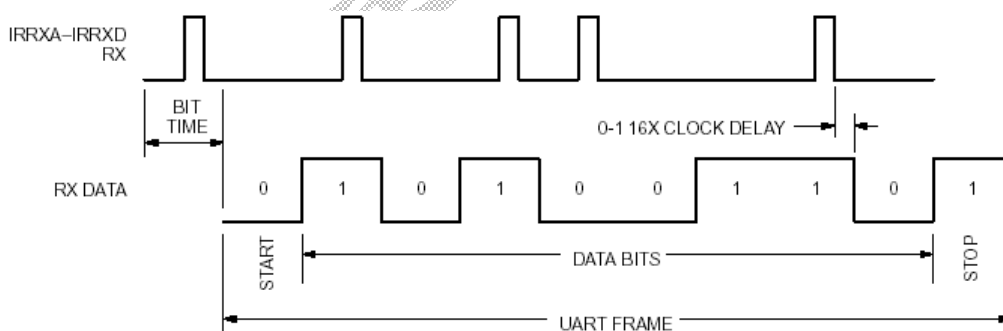 IRRXA–IRRXD
RX
BIT
TIME
0-1 16X CLOCK DELAY
RX DATA
0 1 0 1 0 0 1 1 0 1
START
DATA BITS
STOP
UART FRAME